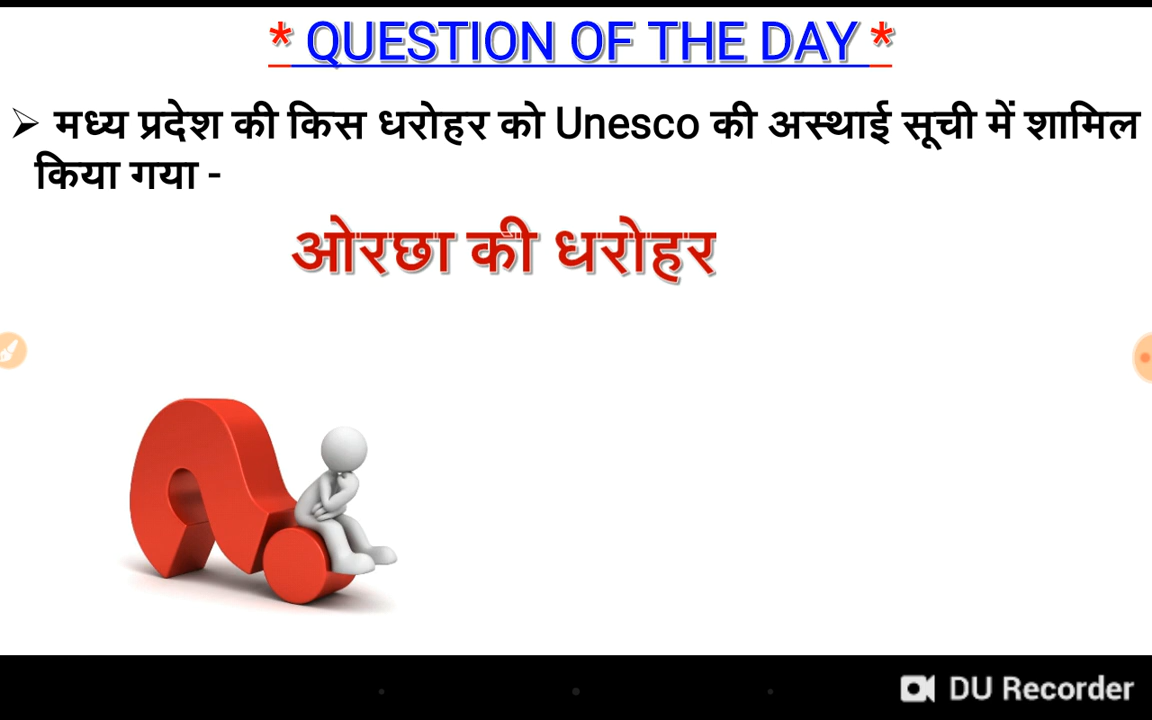 * QUESTION OF THE DAY *
➢ मध्य प्रदेश की किस धरोहर को Unesco की अस्थाई सूची में शामिल
किया गया -
ओरछा की धरोहर
DU Recorder